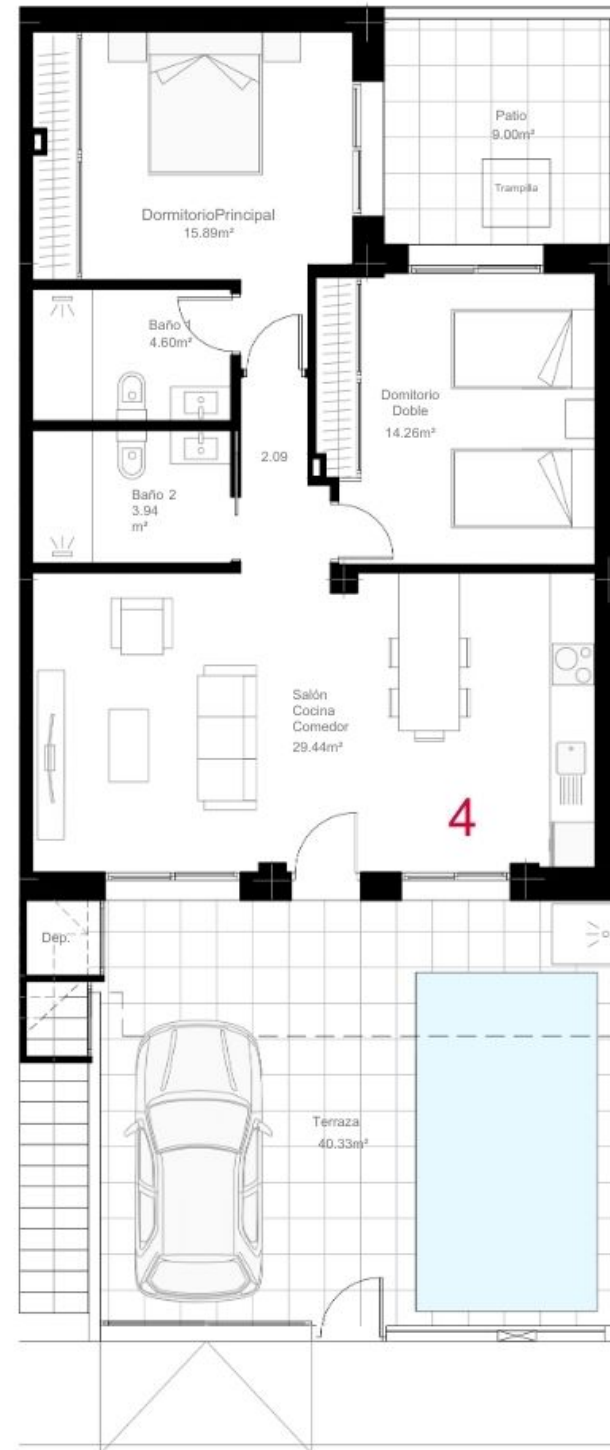 Patio
9.00m²
Trampilla
DormitorioPrincipal
15.89m²
Baño 1
4.60m²
Domitorio
Doble
14.26m²
2.09
Baño 2
3.94
m²
Salón
Cocina
Comedor
29.44m²
4
Dep.
Terraza
40.33m²